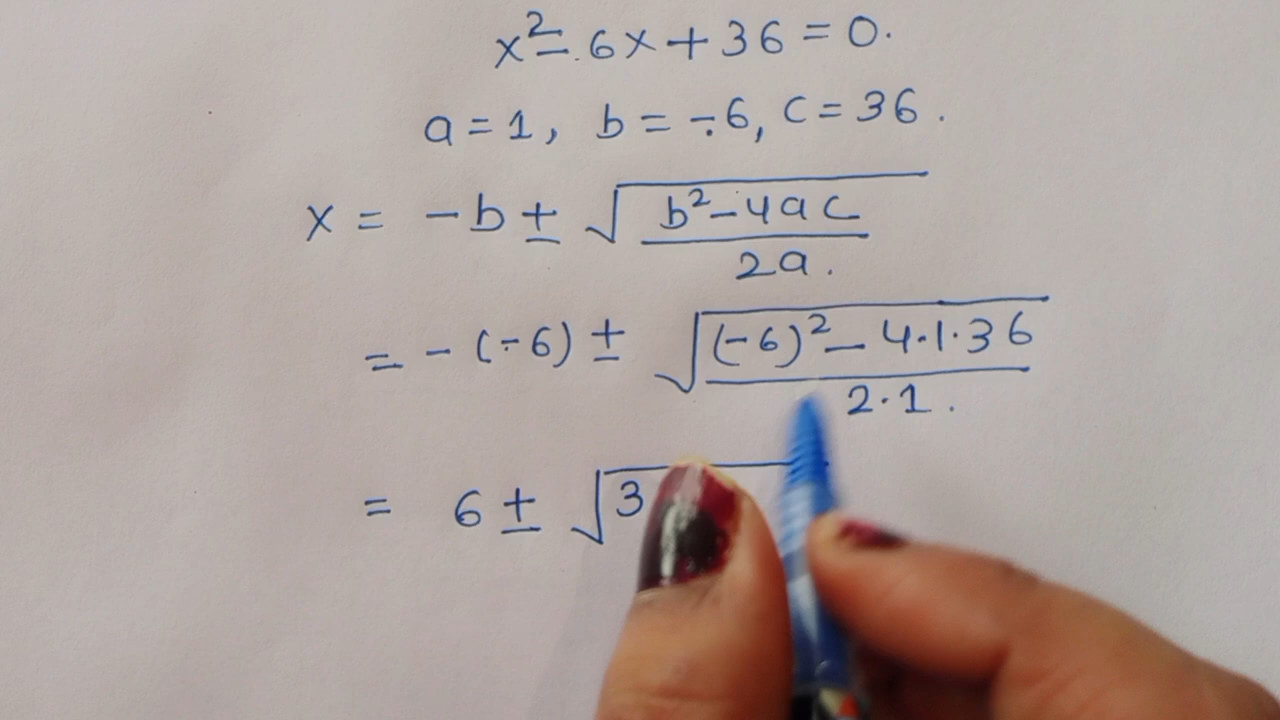 x² - 6x + 36 = 0.
a = 1, b = -6, c = 36.
x = -b ± √(b² - 4ac / 2a.)
= -(-6) ± √((-6)² - 4·1·36 / 2·1.)
= 6 ± √3